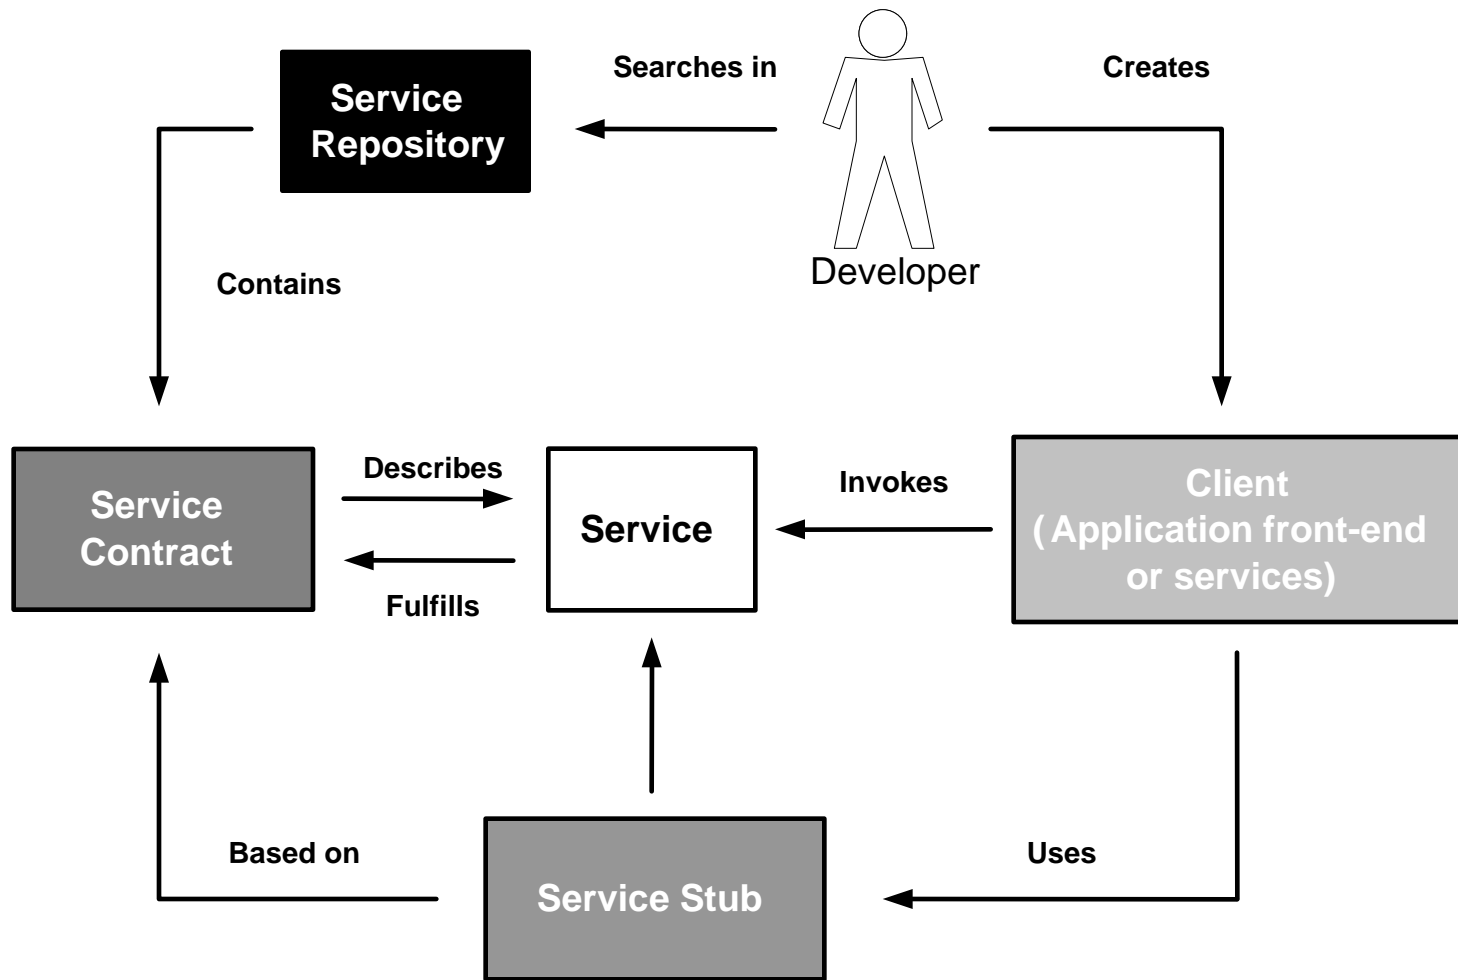 Searches in
Creates
Service
Repository
Developer
Contains
Describes
Invokes
Client
( Application front-end
or services)
Service
Contract
Service
Fulfills
Based on
Uses
Service Stub